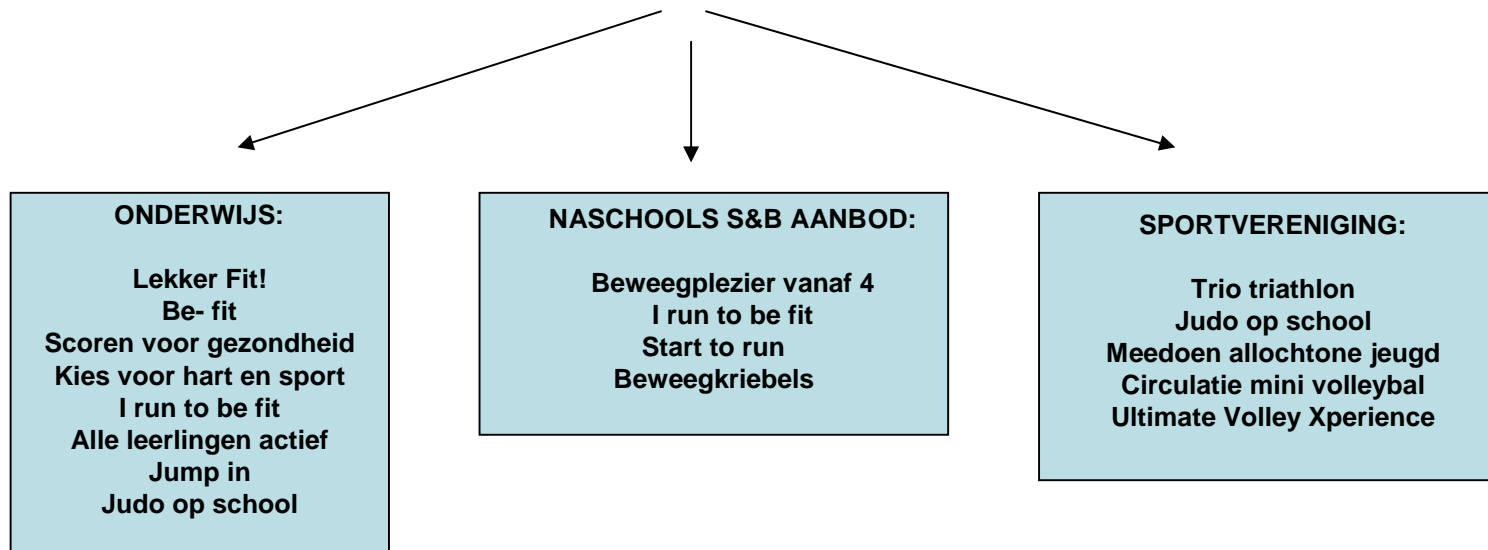 ONDERWIJS:
Lekker Fit!
Be- fit
Scoren voor gezondheid
Kies voor hart en sport
I run to be fit
Alle leerlingen actief
Jump in
Judo op school
NASCHOOLS S&B AANBOD:
Beweegplezier vanaf 4
I run to be fit
Start to run
Beweegkriebels
SPORTVERENIGING:
Trio triathlon
Judo op school
Meedoen allochtone jeugd
Circulatie mini volleybal
Ultimate Volley Xperience